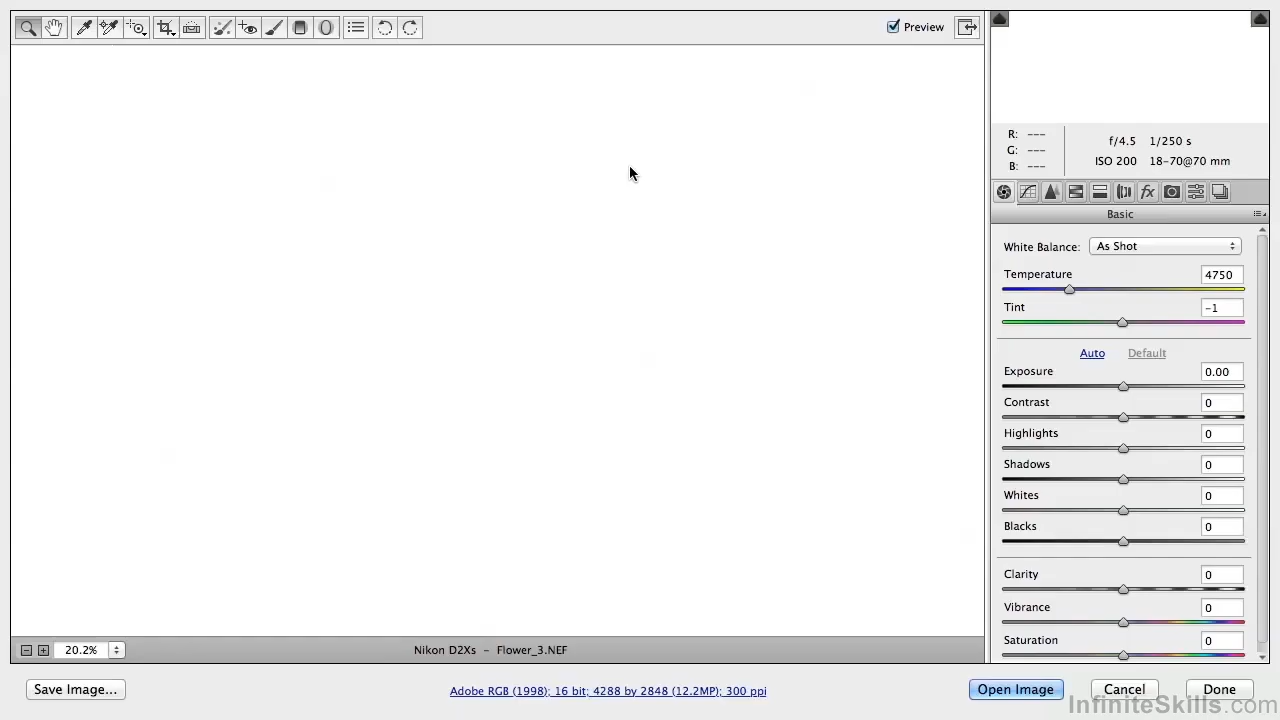 Preview
R: ---
G: ---
B: ---
f/4.5 1/250 s
ISO 200 18-70@70 mm
fx
Basic
White Balance: As Shot
Temperature 4750
Tint -1
Auto Default
Exposure 0.00
Contrast 0
Highlights 0
Shadows 0
Whites 0
Blacks 0
Clarity 0
Vibrance 0
Saturation 0
20.2% Nikon D2Xs - Flower_3.NEF
Save Image... Adobe RGB (1998); 16 bit; 4288 by 2848 (12.2MP); 300 ppi Open Image Cancel Done
InfiniteSkills.com